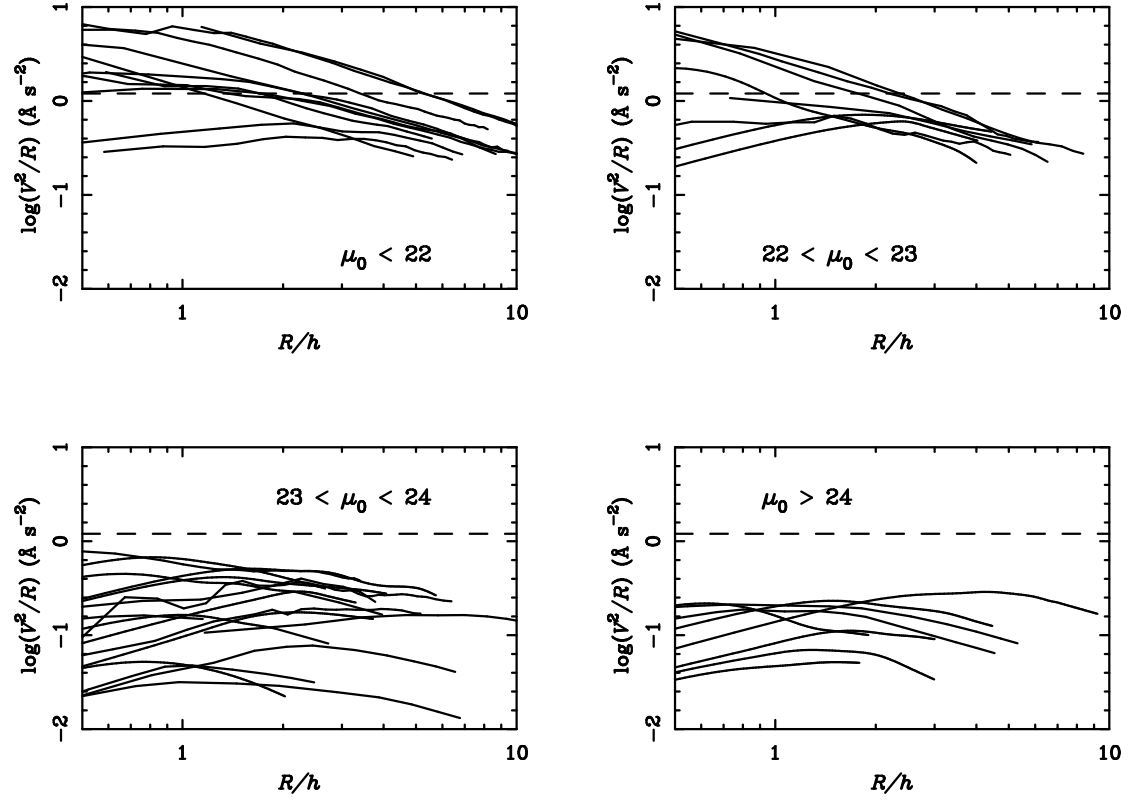 log(V²/R) (Å s⁻²)
1
0
−1
−2
μ₀ < 22
1
10
R/h
log(V²/R) (Å s⁻²)
1
0
−1
−2
22 < μ₀ < 23
1
10
R/h
log(V²/R) (Å s⁻²)
1
0
−1
−2
23 < μ₀ < 24
1
10
R/h
log(V²/R) (Å s⁻²)
1
0
−1
−2
μ₀ > 24
1
10
R/h